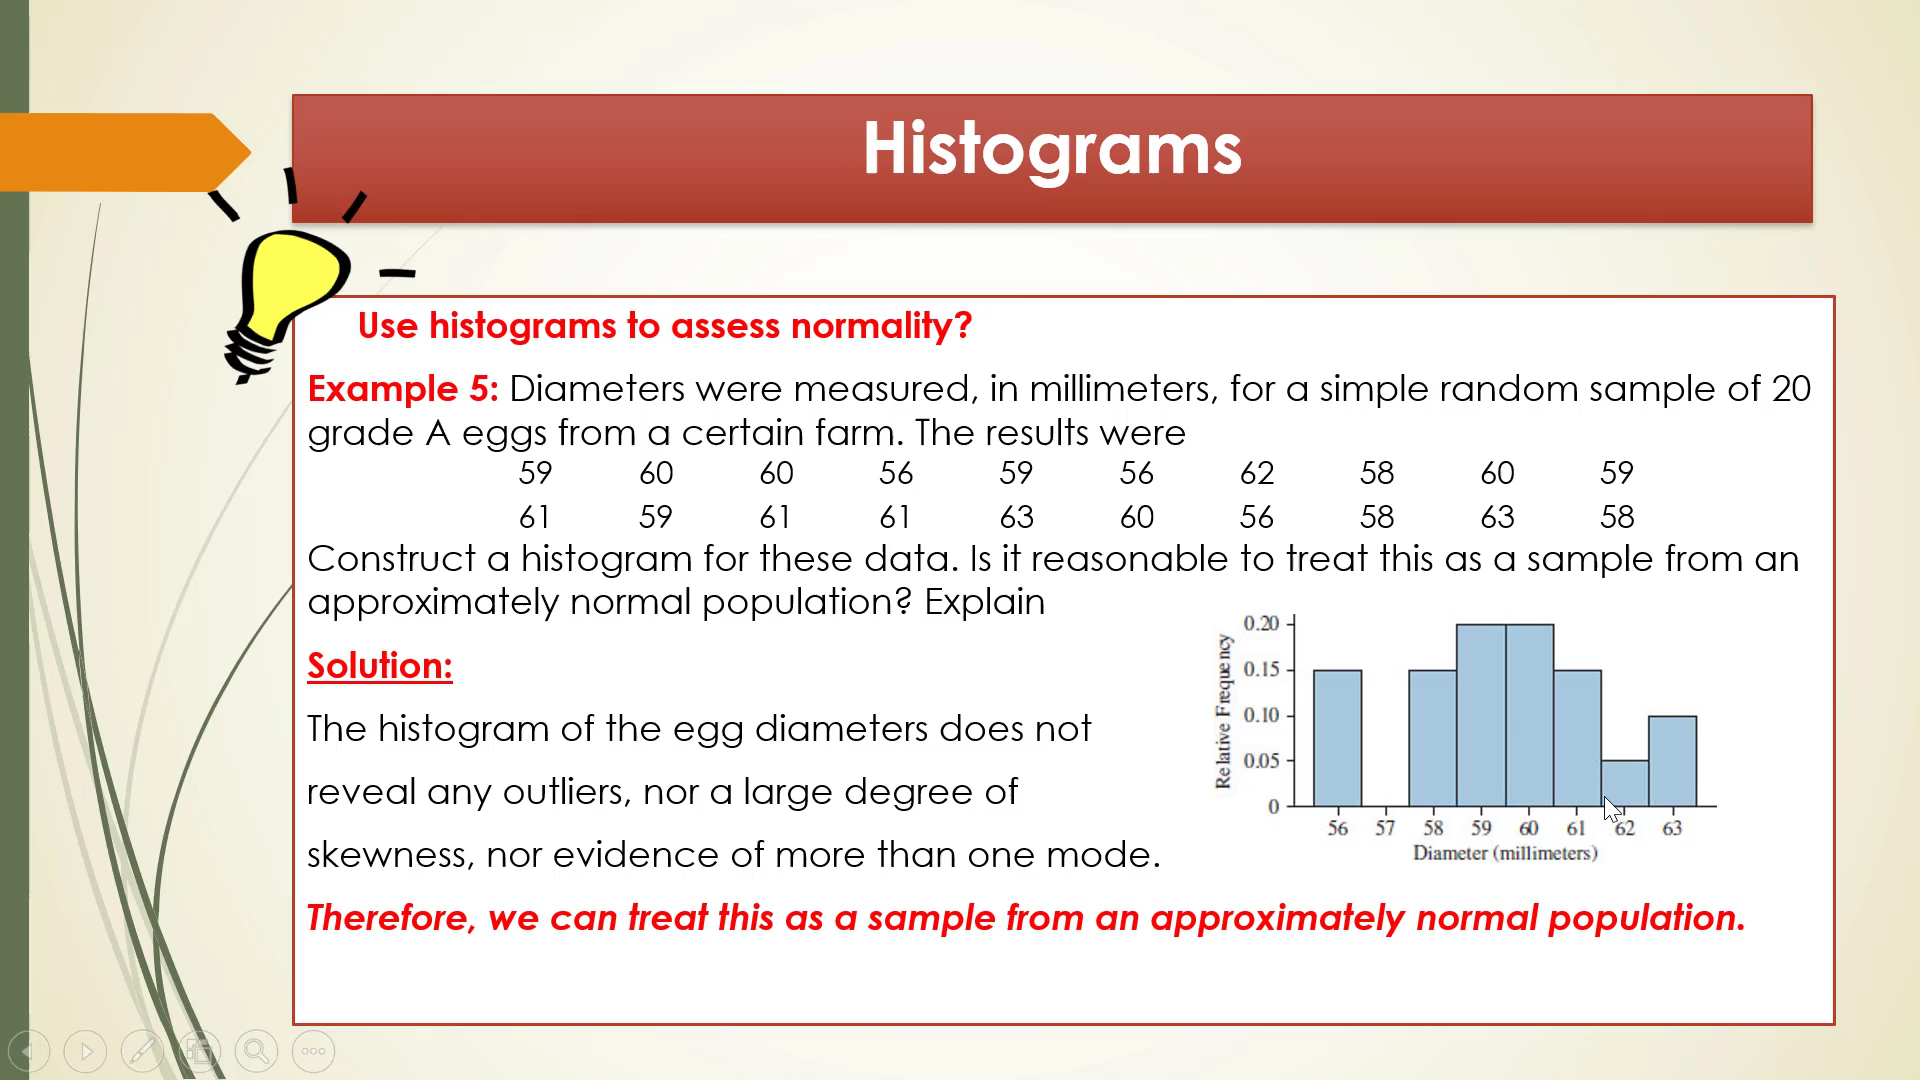 Histograms
Use histograms to assess normality?
Example 5: Diameters were measured, in millimeters, for a simple random sample of 20
grade A eggs from a certain farm. The results were
59 60 60 56 59 56 62 58 60 59
61 59 61 61 63 60 56 58 63 58
Construct a histogram for these data. Is it reasonable to treat this as a sample from an
approximately normal population? Explain
Solution:
The histogram of the egg diameters does not
reveal any outliers, nor a large degree of
skewness, nor evidence of more than one mode.
Therefore, we can treat this as a sample from an approximately normal population.
Relative Frequency
0.20
0.15
0.10
0.05
0
56 57 58 59 60 61 62 63
Diameter (millimeters)